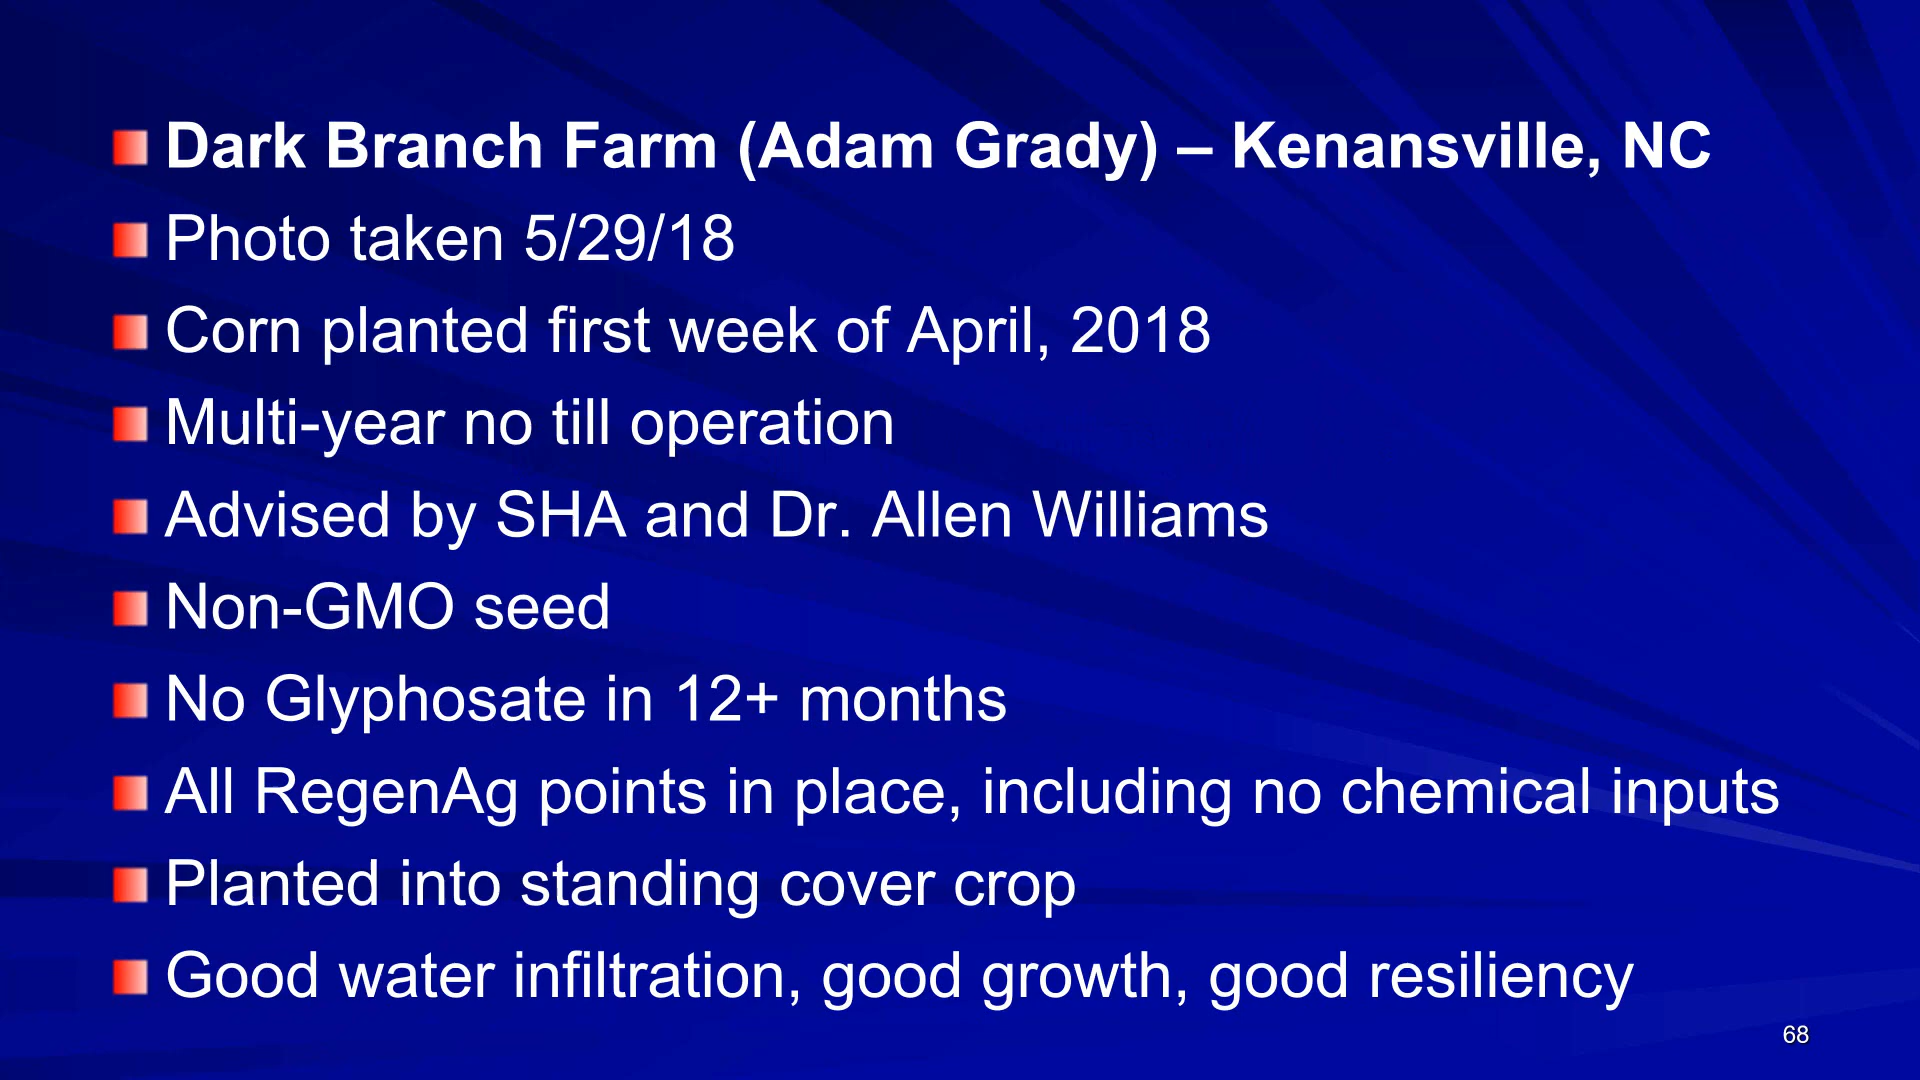 Dark Branch Farm (Adam Grady) – Kenansville, NC
Photo taken 5/29/18
Corn planted first week of April, 2018
Multi-year no till operation
Advised by SHA and Dr. Allen Williams
Non-GMO seed
No Glyphosate in 12+ months
All RegenAg points in place, including no chemical inputs
Planted into standing cover crop
Good water infiltration, good growth, good resiliency
68